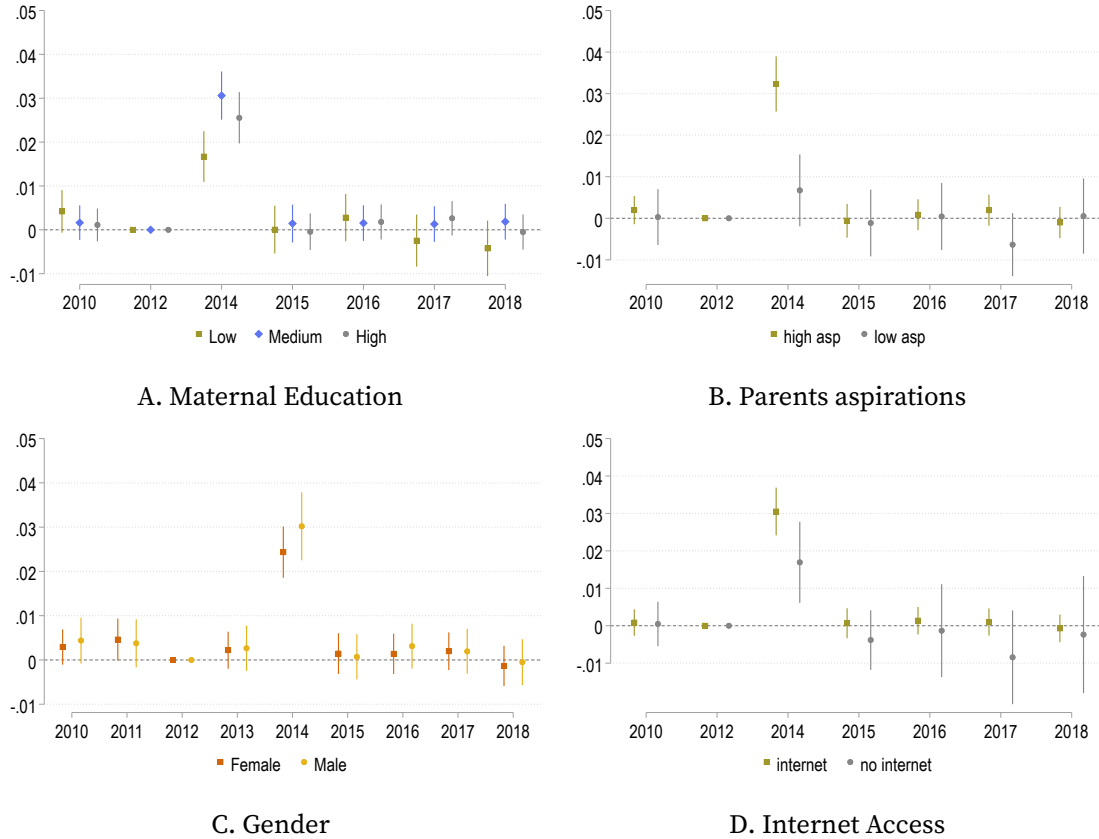 .05
.04
.03
.02
.01
0
-.01
2010 2012 2014 2015 2016 2017 2018
Low Medium High
A. Maternal Education
.05
.04
.03
.02
.01
0
-.01
2010 2012 2014 2015 2016 2017 2018
high asp low asp
B. Parents aspirations
.05
.04
.03
.02
.01
0
-.01
2010 2011 2012 2013 2014 2015 2016 2017 2018
Female Male
C. Gender
.05
.04
.03
.02
.01
0
-.01
2010 2012 2014 2015 2016 2017 2018
internet no internet
D. Internet Access